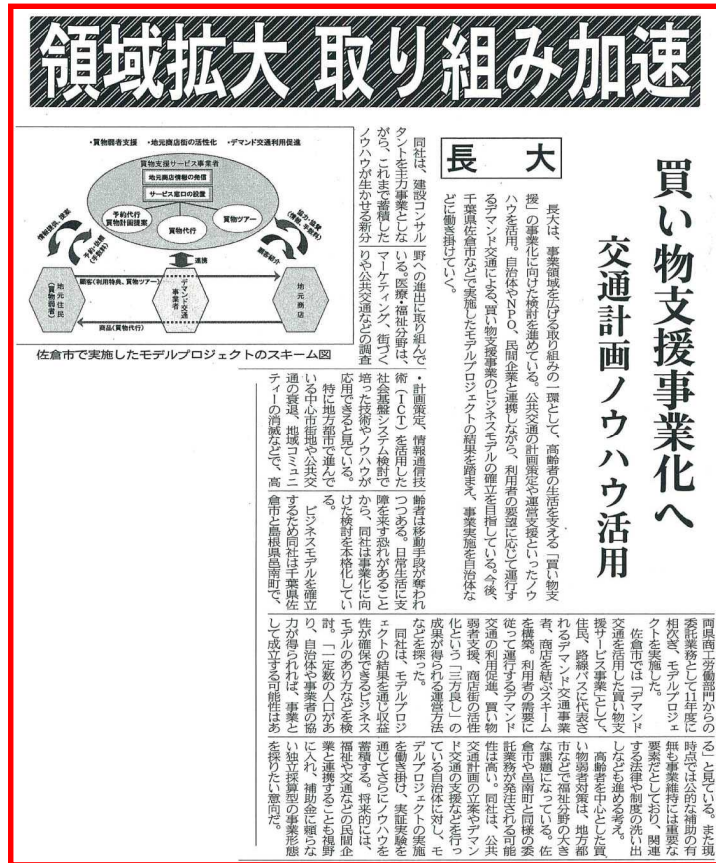 領域拡大 取り組み加速
買い物支援事業化へ
交通計画ノウハウ活用
長大
長大は、事業領域を広げる取り組みの一環として、高齢者の生活を支える「買い物支
援」の事業化に向けた検討を進めている。公共交通の計画策定や運営支援といったノウ
ハウを活用。自治体やNPO、民間企業と連携しながら、利用者の要望に応じて運行す
るデマンド交通による、買い物支援事業のビジネスモデルの確立を目指している。今後、
千葉県佐倉市などで実施したモデルプロジェクトの結果を踏まえ、事業実施を自治体な
どに働き掛けていく。
同社は、建設コンサル
タントを主力事業としな
がら、これまで蓄積した
ノウハウが生かせる新分
野への進出に取り組んで
いる。医療・福祉分野は、
マーケティング、街づく
りや公共交通などの調査
・計画策定、情報通信技
術(ICT)を活用した
社会基盤システム検討で
培った技術やノウハウが
応用できると見ている。
特に地方都市で進んで
いる中心市街地や公共交
通の衰退、地域コミュニ
ティーの消滅などで、高
齢者は移動手段が奪われ
つつある。日常生活に支
障を来す恐れがあること
から、同社は事業化に向
けた検討を本格化してい
る。
ビジネスモデルを確立
するため同社は千葉県佐
倉市と島根県邑南町で、
両県商工労働部門からの
委託業務として11年度に
相次ぎ、モデルプロジェ
クトを実施した。
佐倉市では「デマンド
交通を活用した買い物支
援サービス事業」として、
住民、路線バスに代表さ
れるデマンド交通事業
者、商店を結ぶスキーム
を構築。利用者の需要に
従って運行するデマンド
交通の利用促進、買い物
弱者支援、商店街の活性
化という「三方良し」の
成果が得られる運営方法
などを探った。
同社は、モデルプロジ
ェクトの結果を通じ収益
性が確保できるビジネス
モデルのあり方などを検
討。「一定数の人口があ
り、自治体や事業者の協
力が得られれば、事業と
して成立する可能性はあ
る」と見ている。また現
時点では公的な補助の有
無も事業維持には重要な
要素だとしており、関連
する法律や制度の洗い出
しなども進める考え。
高齢者を中心とした買
い物弱者対策は、地方都
市などで福祉分野の大き
な課題になっている。佐
倉市や邑南町と同様の委
託業務が発注される可能
性は高い。同社は、公共
交通計画の立案やデマン
ド交通の支援などを行っ
ている自治体に対し、モ
デルプロジェクトの実施
を働き掛け、実証実験を
通じてさらにノウハウを
蓄積する。将来的には、
福祉や交通などの民間企
業と連携することも視野
に入れ、補助金に頼らな
い独立採算型の事業形態
を採りたい意向だ。
・買物弱者支援 ・地元商店街の活性化 ・デマンド交通利用促進
買物支援サービス事業者
地元商店情報の発信
サービス窓口の設置
予約代行
買物計画提案
買物ツアー
買物代行
情報提供、提案
予約・依頼
(手数料)
顧客紹介
連携
地元住民
(買物弱者)
顧客(利用特典、買物ツアー)
デマンド交通
事業者
商品(買物代行)
地元商店
佐倉市で実施したモデルプロジェクトのスキーム図